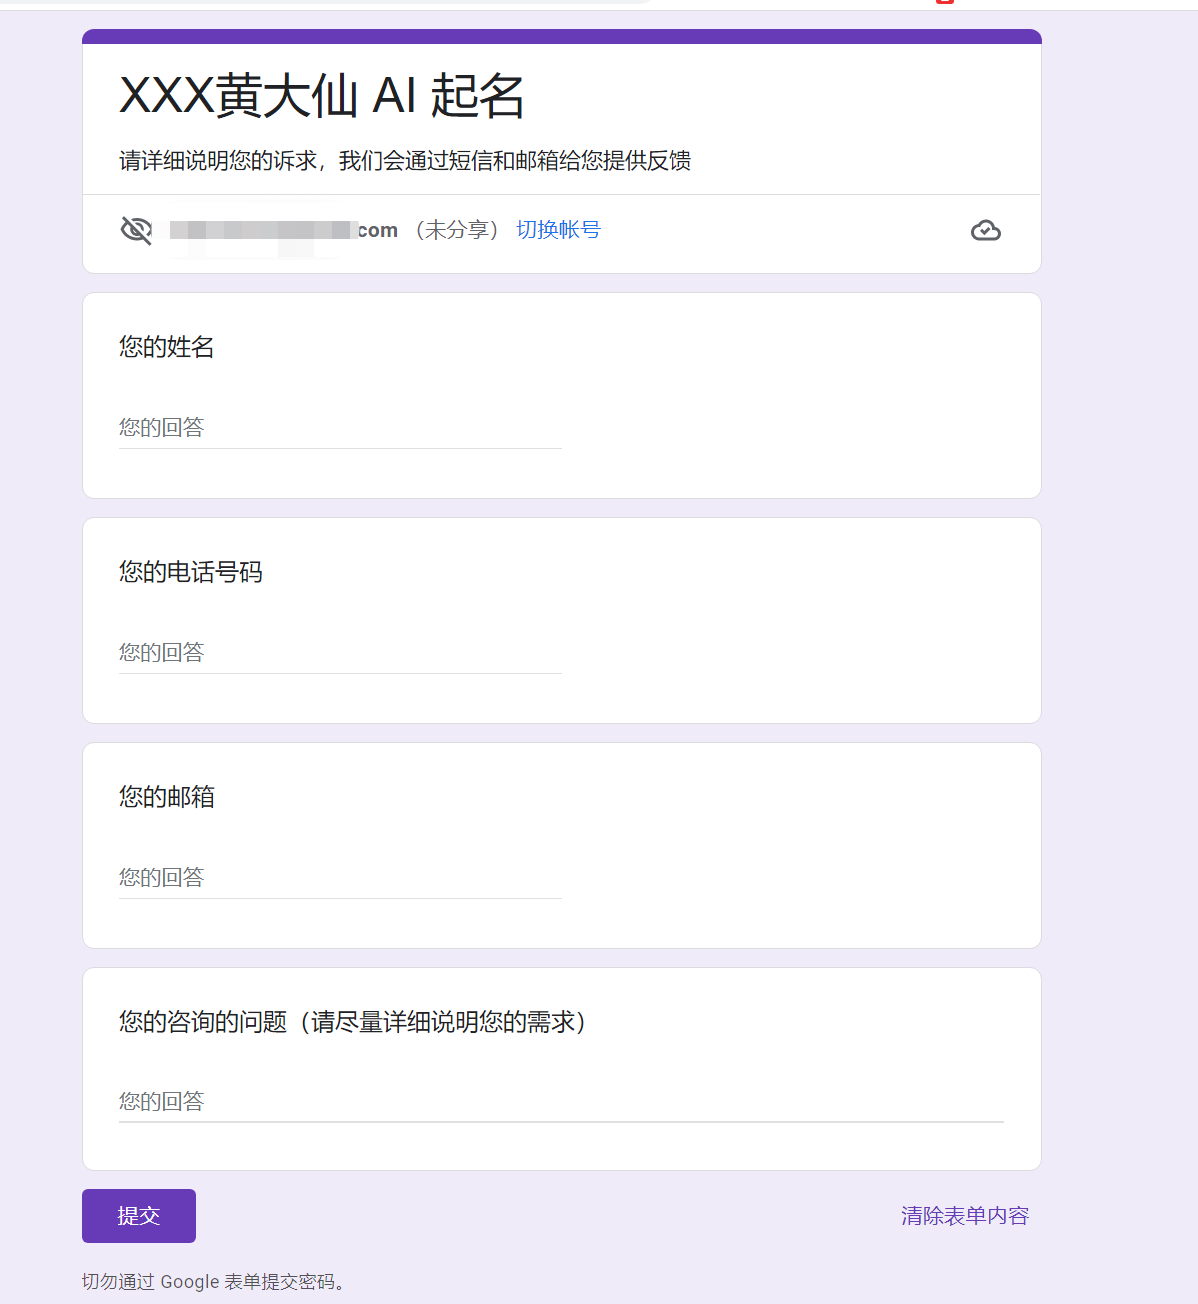 XXX黄大仙 AI 起名
请详细说明您的诉求，我们会通过短信和邮箱给您提供反馈
com （未分享） 切换帐号
您的姓名
您的回答
您的电话号码
您的回答
您的邮箱
您的回答
您的咨询的问题（请尽量详细说明您的需求）
您的回答
提交
清除表单内容
切勿通过 Google 表单提交密码。